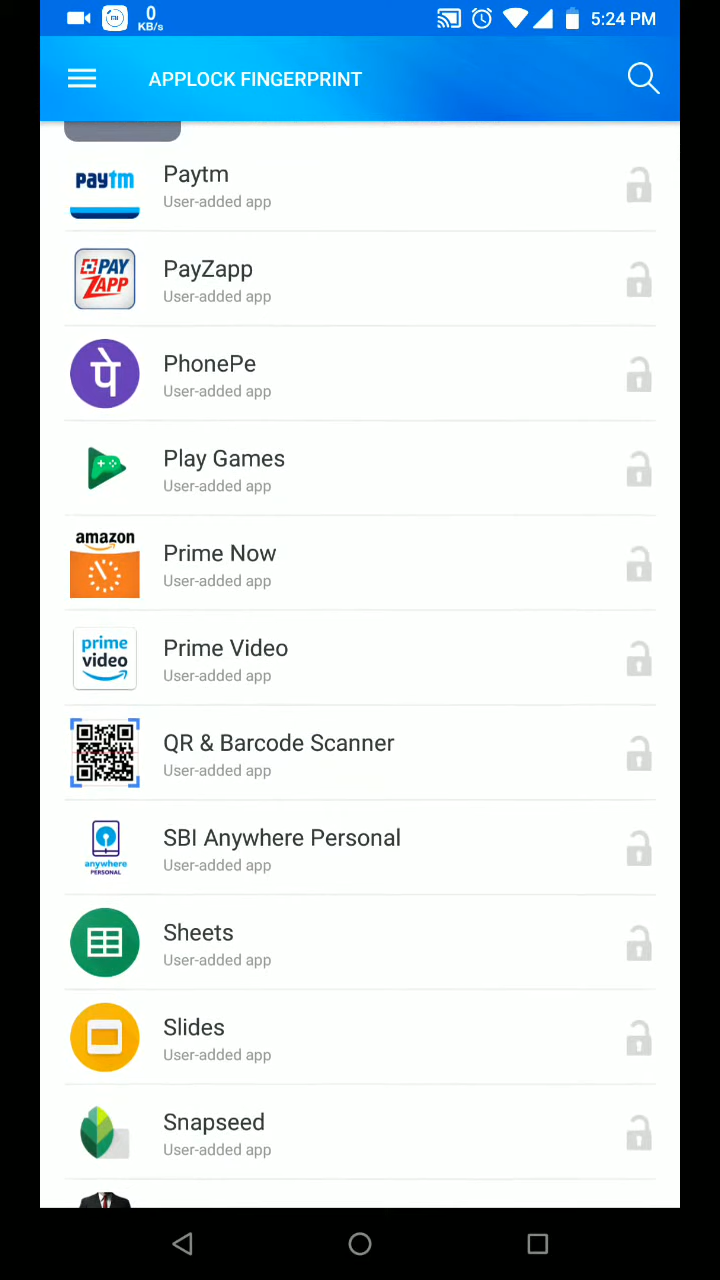 0
KB/s
5:24 PM
APPLOCK FINGERPRINT
paytm
Paytm
User-added app
PAY
ZAPP
PayZapp
User-added app
पे
PhonePe
User-added app
Play Games
User-added app
amazon
Prime Now
User-added app
prime
video
Prime Video
User-added app
QR & Barcode Scanner
User-added app
anywhere
PERSONAL
SBI Anywhere Personal
User-added app
Sheets
User-added app
Slides
User-added app
Snapseed
User-added app